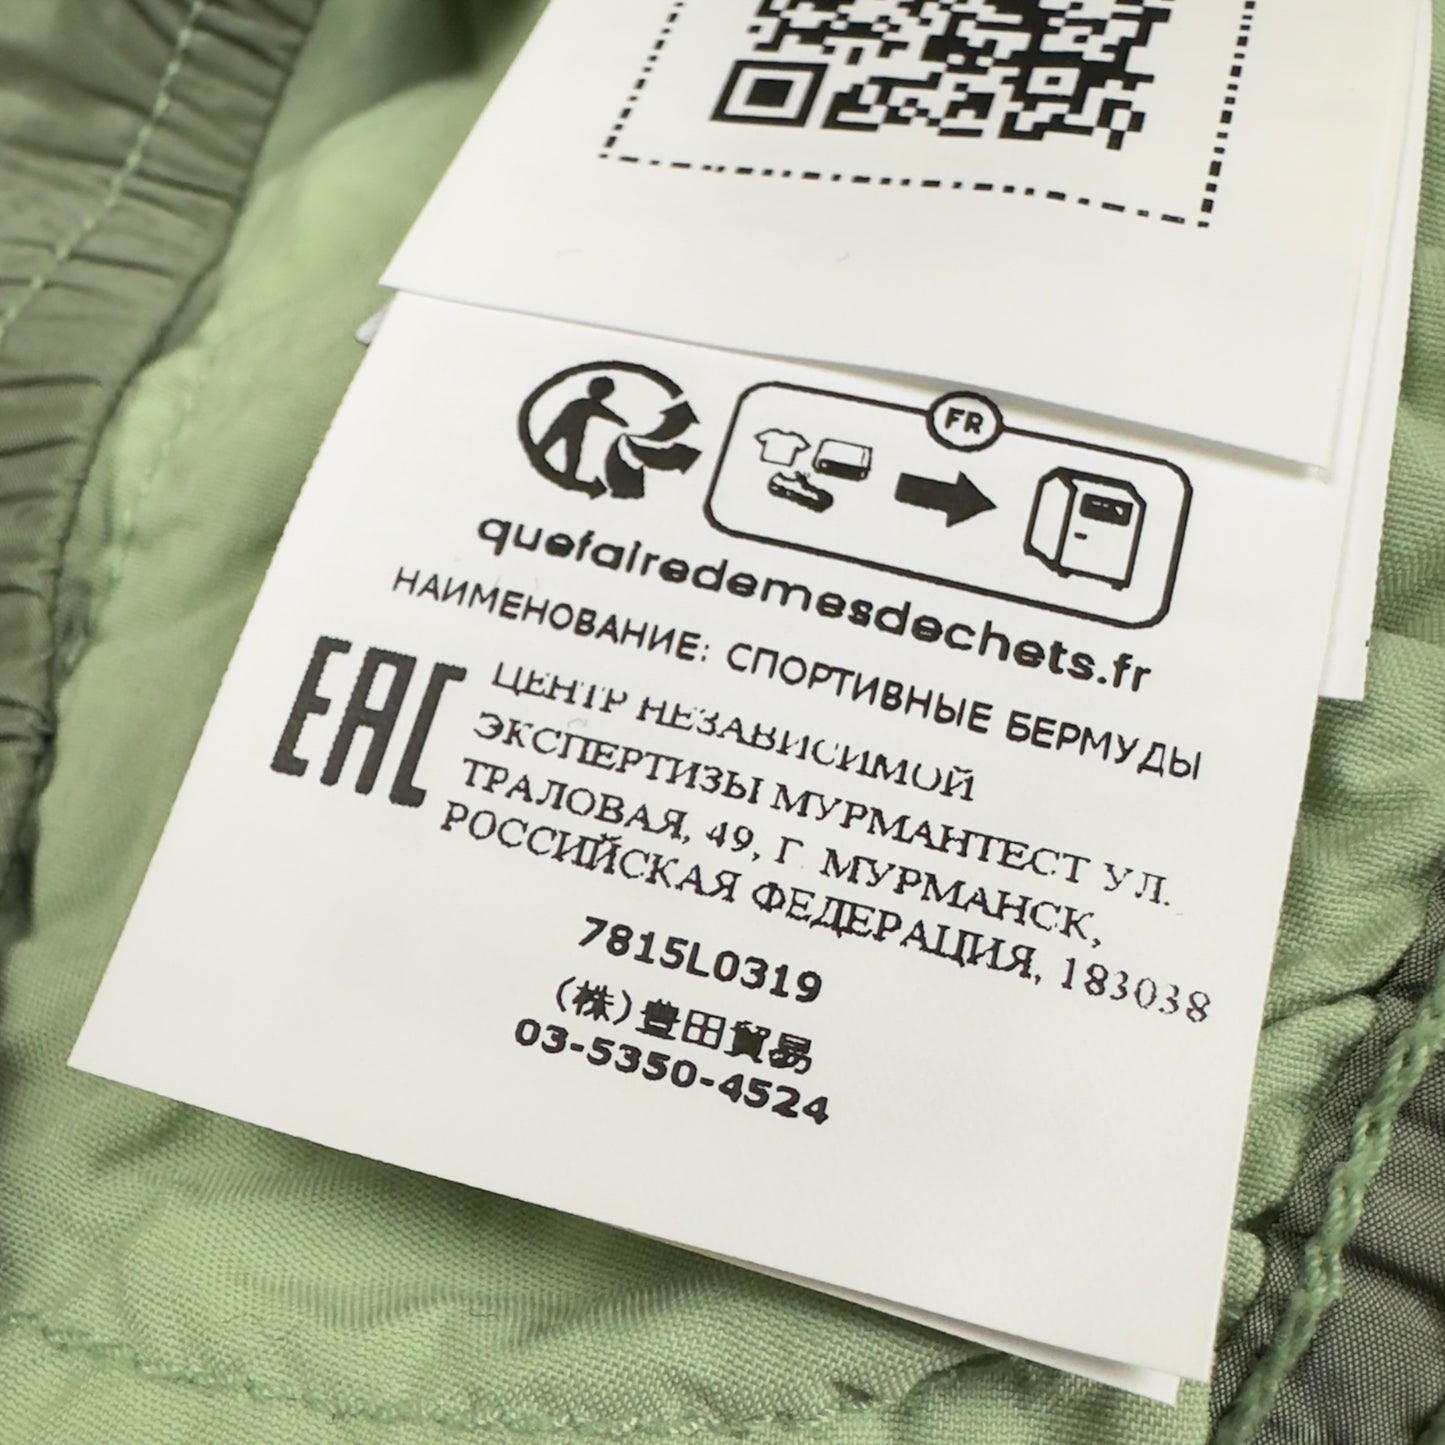 FR
quefairedemesdechets.fr
НАИМЕНОВАНИЕ: СПОРТИВНЫЕ БЕРМУДЫ
EAC
ЦЕНТР НЕЗАВИСИМОЙ
ЭКСПЕРТИЗЫ МУРМАНТЕСТ УЛ.
ТРАЛОВАЯ, 49, Г. МУРМАНСК,
РОССИЙСКАЯ ФЕДЕРАЦИЯ, 183038
7815L0319
(株)豊田貿易
03-5350-4524